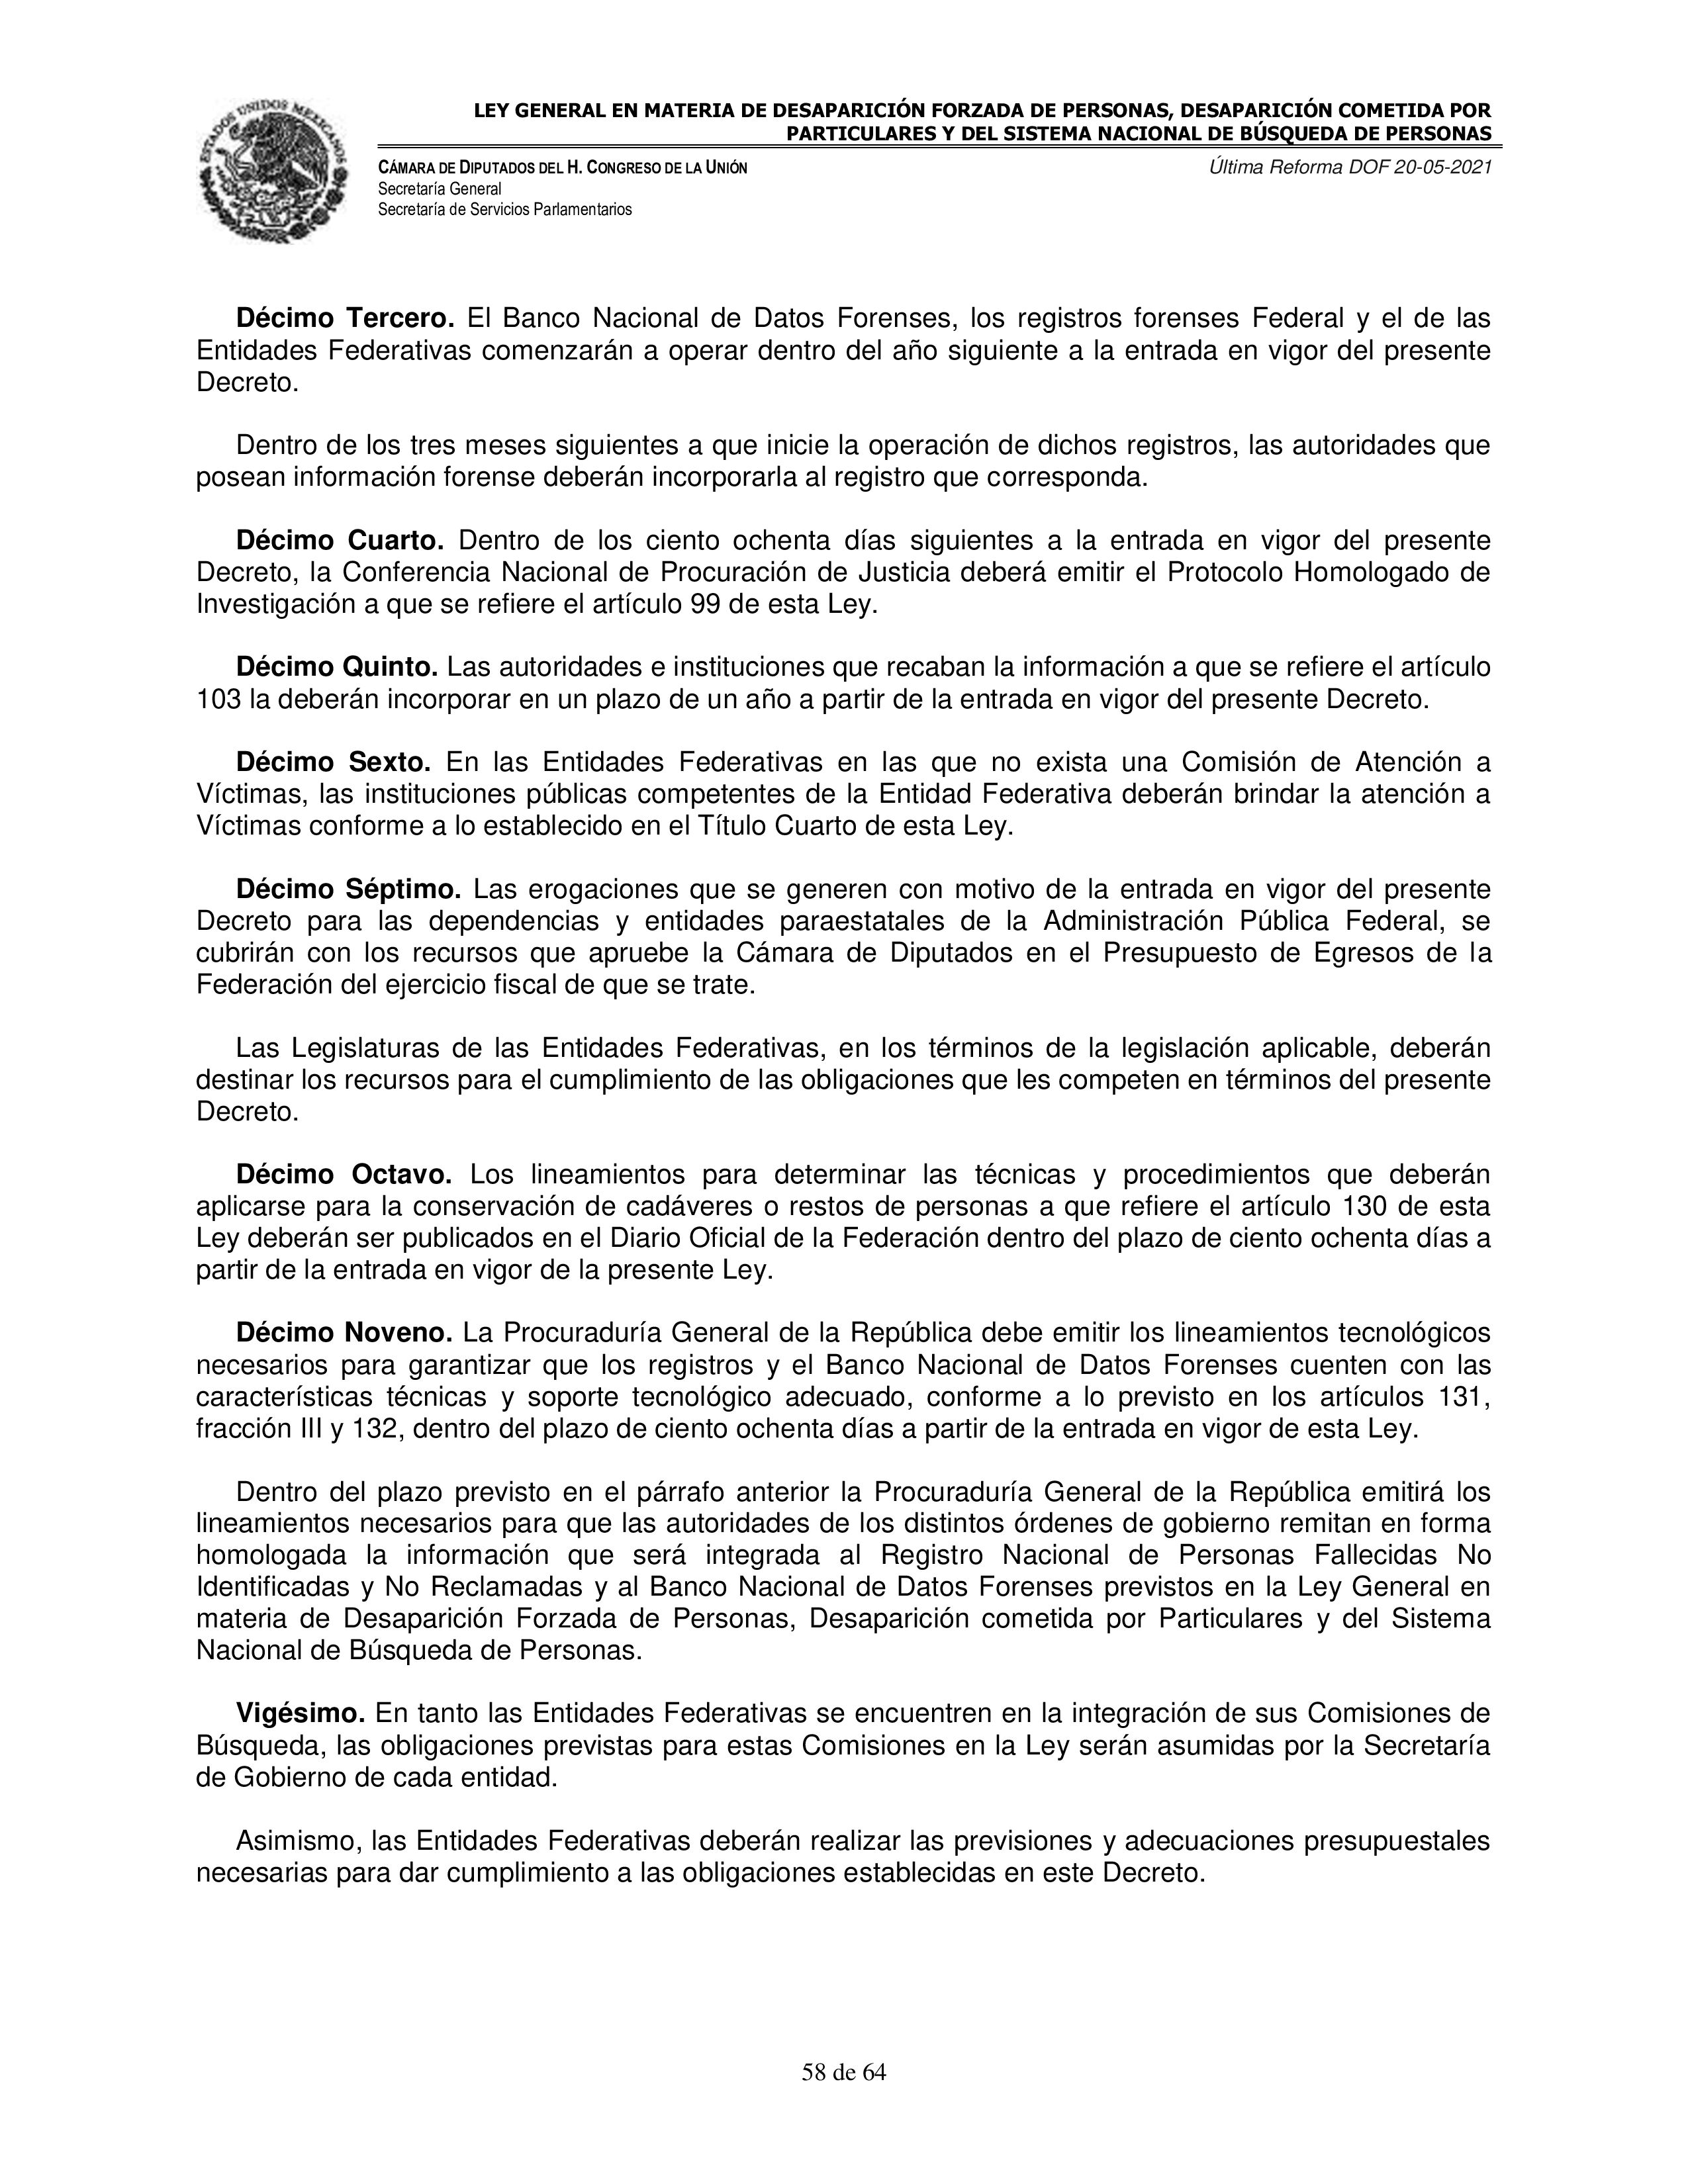 ESTADOS UNIDOS MEXICANOS
LEY GENERAL EN MATERIA DE DESAPARICIÓN FORZADA DE PERSONAS, DESAPARICIÓN COMETIDA POR
PARTICULARES Y DEL SISTEMA NACIONAL DE BÚSQUEDA DE PERSONAS
CÁMARA DE DIPUTADOS DEL H. CONGRESO DE LA UNIÓN
Secretaría General
Secretaría de Servicios Parlamentarios
Última Reforma DOF 20-05-2021
Décimo Tercero. El Banco Nacional de Datos Forenses, los registros forenses Federal y el de las
Entidades Federativas comenzarán a operar dentro del año siguiente a la entrada en vigor del presente
Decreto.
Dentro de los tres meses siguientes a que inicie la operación de dichos registros, las autoridades que
posean información forense deberán incorporarla al registro que corresponda.
Décimo Cuarto. Dentro de los ciento ochenta días siguientes a la entrada en vigor del presente
Decreto, la Conferencia Nacional de Procuración de Justicia deberá emitir el Protocolo Homologado de
Investigación a que se refiere el artículo 99 de esta Ley.
Décimo Quinto. Las autoridades e instituciones que recaban la información a que se refiere el artículo
103 la deberán incorporar en un plazo de un año a partir de la entrada en vigor del presente Decreto.
Décimo Sexto. En las Entidades Federativas en las que no exista una Comisión de Atención a
Víctimas, las instituciones públicas competentes de la Entidad Federativa deberán brindar la atención a
Víctimas conforme a lo establecido en el Título Cuarto de esta Ley.
Décimo Séptimo. Las erogaciones que se generen con motivo de la entrada en vigor del presente
Decreto para las dependencias y entidades paraestatales de la Administración Pública Federal, se
cubrirán con los recursos que apruebe la Cámara de Diputados en el Presupuesto de Egresos de la
Federación del ejercicio fiscal de que se trate.
Las Legislaturas de las Entidades Federativas, en los términos de la legislación aplicable, deberán
destinar los recursos para el cumplimiento de las obligaciones que les competen en términos del presente
Decreto.
Décimo Octavo. Los lineamientos para determinar las técnicas y procedimientos que deberán
aplicarse para la conservación de cadáveres o restos de personas a que refiere el artículo 130 de esta
Ley deberán ser publicados en el Diario Oficial de la Federación dentro del plazo de ciento ochenta días a
partir de la entrada en vigor de la presente Ley.
Décimo Noveno. La Procuraduría General de la República debe emitir los lineamientos tecnológicos
necesarios para garantizar que los registros y el Banco Nacional de Datos Forenses cuenten con las
características técnicas y soporte tecnológico adecuado, conforme a lo previsto en los artículos 131,
fracción III y 132, dentro del plazo de ciento ochenta días a partir de la entrada en vigor de esta Ley.
Dentro del plazo previsto en el párrafo anterior la Procuraduría General de la República emitirá los
lineamientos necesarios para que las autoridades de los distintos órdenes de gobierno remitan en forma
homologada la información que será integrada al Registro Nacional de Personas Fallecidas No
Identificadas y No Reclamadas y al Banco Nacional de Datos Forenses previstos en la Ley General en
materia de Desaparición Forzada de Personas, Desaparición cometida por Particulares y del Sistema
Nacional de Búsqueda de Personas.
Vigésimo. En tanto las Entidades Federativas se encuentren en la integración de sus Comisiones de
Búsqueda, las obligaciones previstas para estas Comisiones en la Ley serán asumidas por la Secretaría
de Gobierno de cada entidad.
Asimismo, las Entidades Federativas deberán realizar las previsiones y adecuaciones presupuestales
necesarias para dar cumplimiento a las obligaciones establecidas en este Decreto.
58 de 64